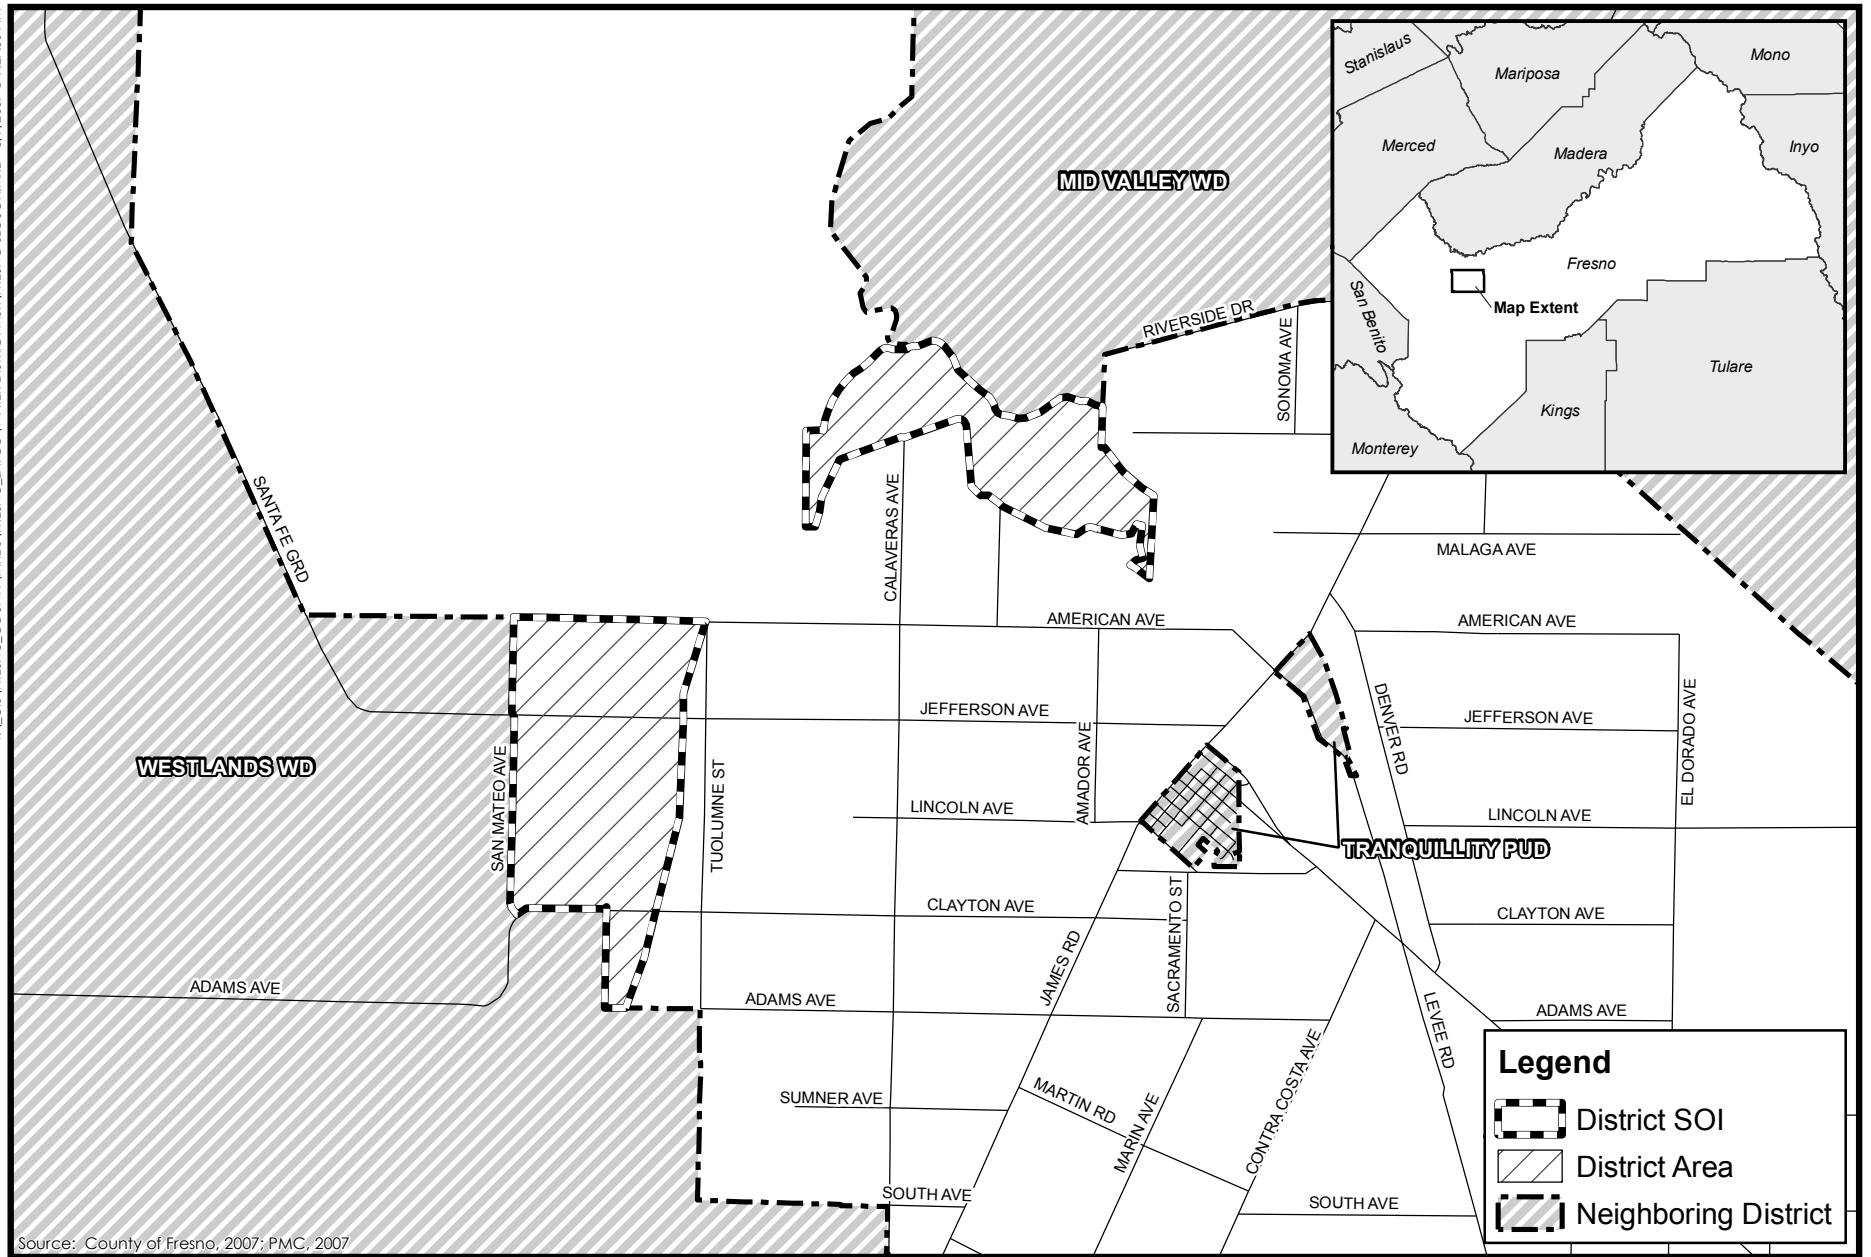 MID VALLEY WD
Stanislaus
Mariposa
Mono
Merced
Madera
Inyo
Fresno
San Benito
Map Extent
Tulare
Kings
Monterey
RIVERSIDE DR
SONOMA AVE
SANTA FE GRD
CALAVERAS AVE
MALAGA AVE
AMERICAN AVE
AMERICAN AVE
JEFFERSON AVE
JEFFERSON AVE
DENVER RD
EL DORADO AVE
AMADOR AVE
WESTLANDS WD
SAN MATEO AVE
TUOLUMNE ST
LINCOLN AVE
LINCOLN AVE
TRANQUILLITY PUD
CLAYTON AVE
CLAYTON AVE
SACRAMENTO ST
JAMES RD
ADAMS AVE
ADAMS AVE
ADAMS AVE
LEVEE RD
SUMNER AVE
MARTIN RD
MARIN AVE
CONTRA COSTA AVE
SOUTH AVE
SOUTH AVE
Legend
District SOI
District Area
Neighboring District
Source: County of Fresno, 2007; PMC, 2007